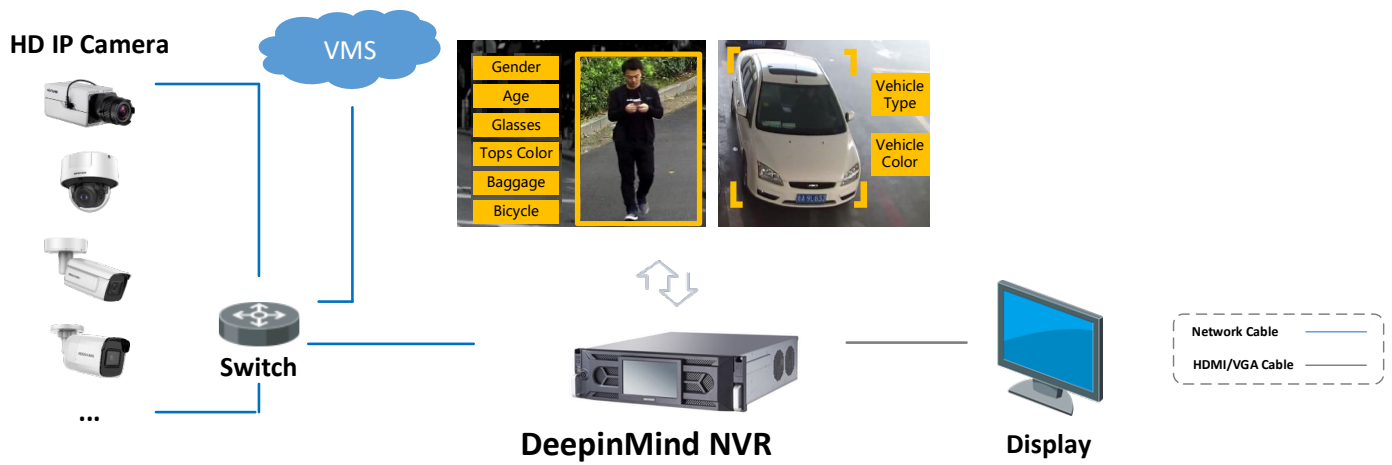 HD IP Camera
VMS
Gender
Age
Glasses
Tops Color
Baggage
Bicycle
Vehicle
Type
Vehicle
Color
Switch
...
DeepinMind NVR
Display
Network Cable
HDMI/VGA Cable